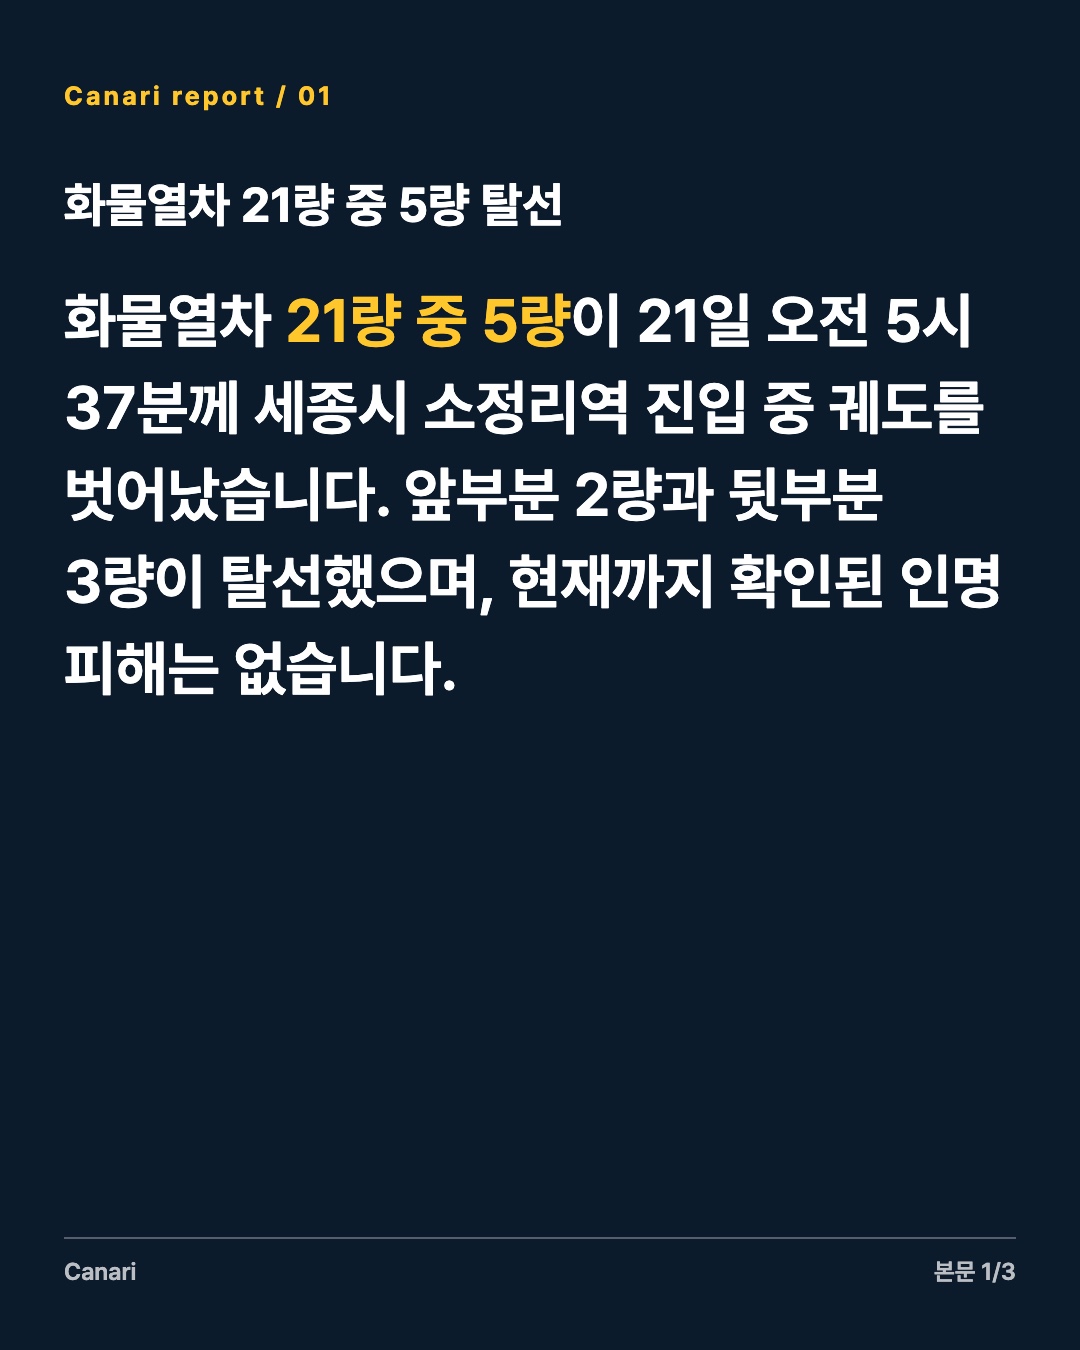 Canari report / 01
화물열차 21량 중 5량 탈선
화물열차 21량 중 5량이 21일 오전 5시
37분께 세종시 소정리역 진입 중 궤도를
벗어났습니다. 앞부분 2량과 뒷부분
3량이 탈선했으며, 현재까지 확인된 인명
피해는 없습니다.
Canari
본문 1/3